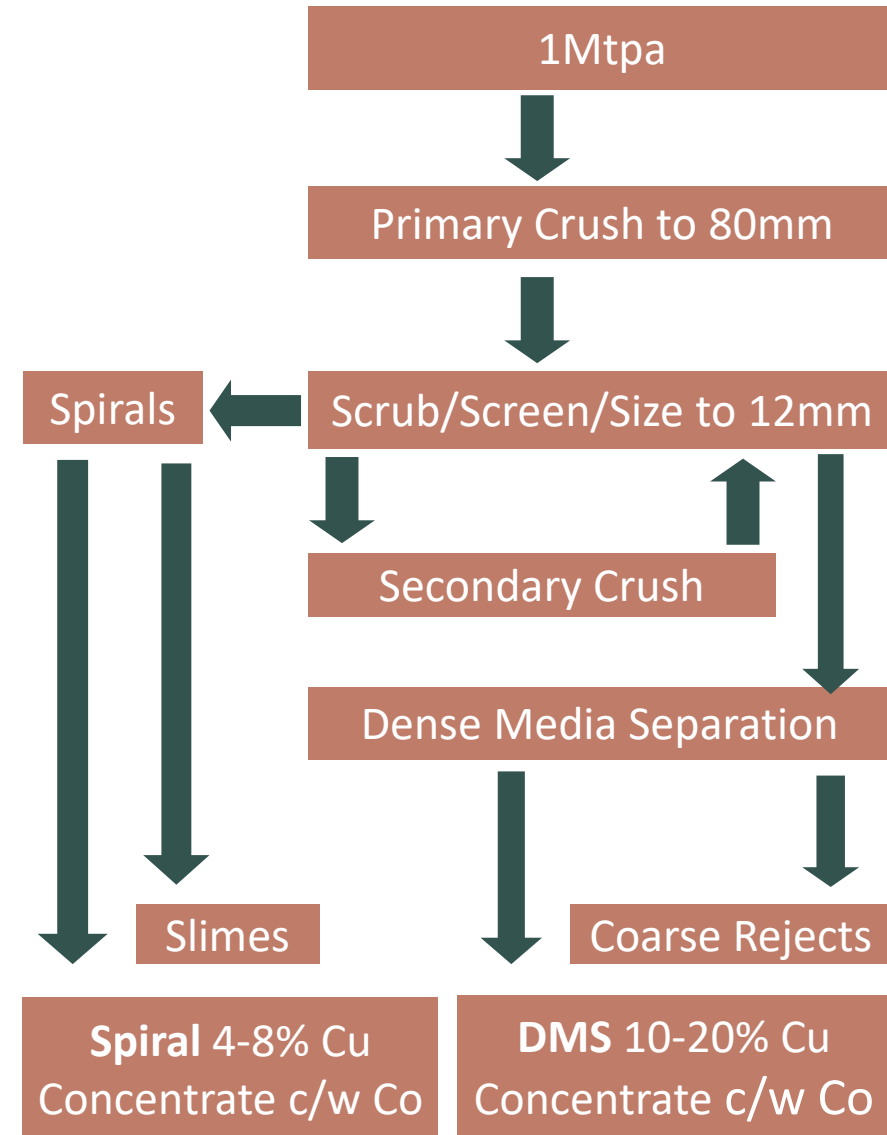 1Mtpa
Primary Crush to 80mm
Spirals
Scrub/Screen/Size to 12mm
Secondary Crush
Dense Media Separation
Slimes
Coarse Rejects
Spiral 4-8% Cu
Concentrate c/w Co
DMS 10-20% Cu
Concentrate c/w Co